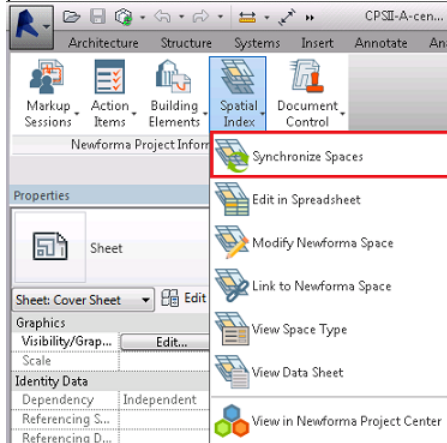 CPSII-A-cen...
Architecture Structure Systems Insert Annotate
Markup Sessions
Action Items
Building Elements
Spatial Index
Document Control
Newforma Project Inform
Synchronize Spaces
Edit in Spreadsheet
Modify Newforma Space
Link to Newforma Space
View Space Type
View Data Sheet
View in Newforma Project Center
Properties
Sheet
Sheet: Cover Sheet Edit
Graphics
Visibility/Grap... Edit...
Scale
Identity Data
Dependency Independent
Referencing S...
Referencing D...